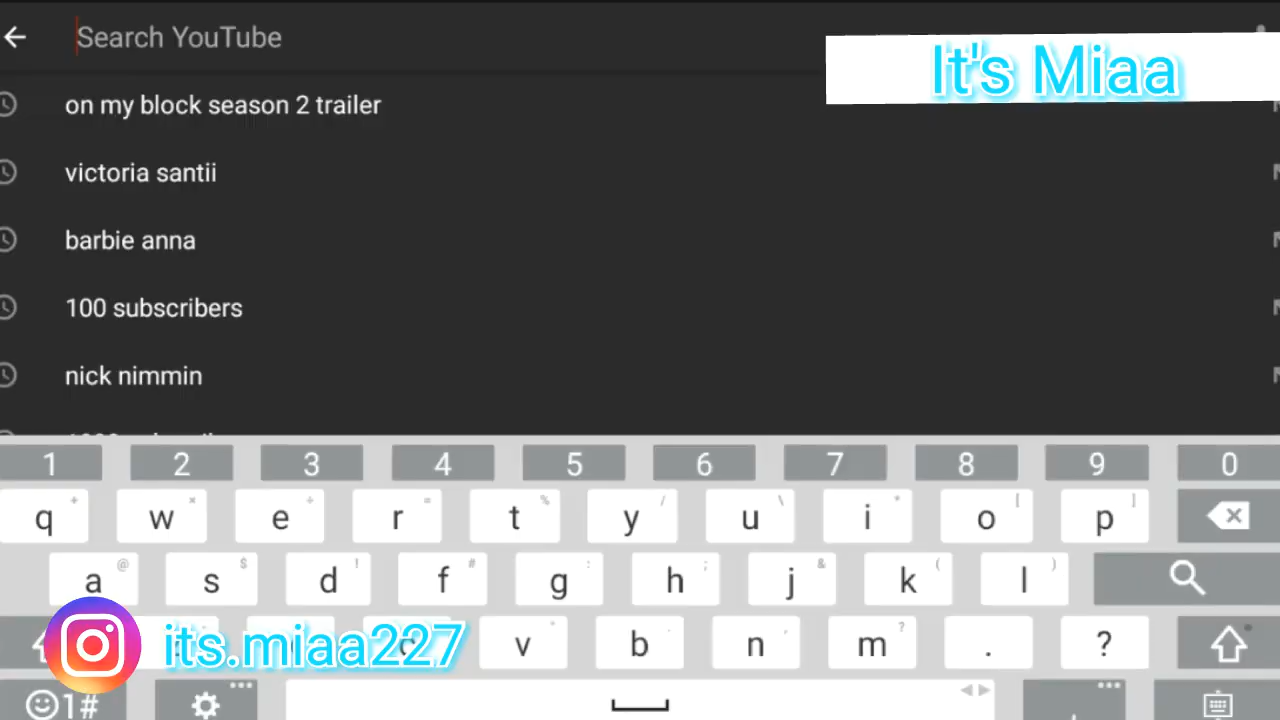 Search YouTube
It's Miaa
on my block season 2 trailer
victoria santii
barbie anna
100 subscribers
nick nimmin
1 2 3 4 5 6 7 8 9 0
q w e r t y u i o p
a s d f g h j k l
its.miaa227
v b n m . ?
1#